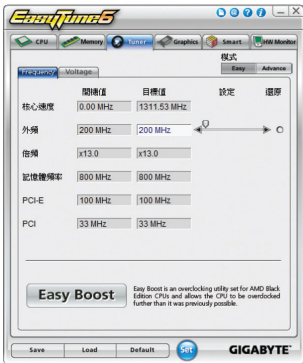 EasyTune6
CPU Memory Tuner Graphics Smart HW Monitor
模式
Easy Advance
Frequency Voltage
開機值 目標值 設定 還原
核心速度 0.00 MHz 1311.53 MHz
外頻 200 MHz 200 MHz
倍頻 x13.0 x13.0
記憶體頻率 800 MHz 800 MHz
PCI-E 100 MHz 100 MHz
PCI 33 MHz 33 MHz
Easy Boost
Easy Boost is an overclocking utility set for AMD Black
Edition CPUs and allows the CPU to be overclocked
further than it was previously possible.
Save Load Default Set GIGABYTE